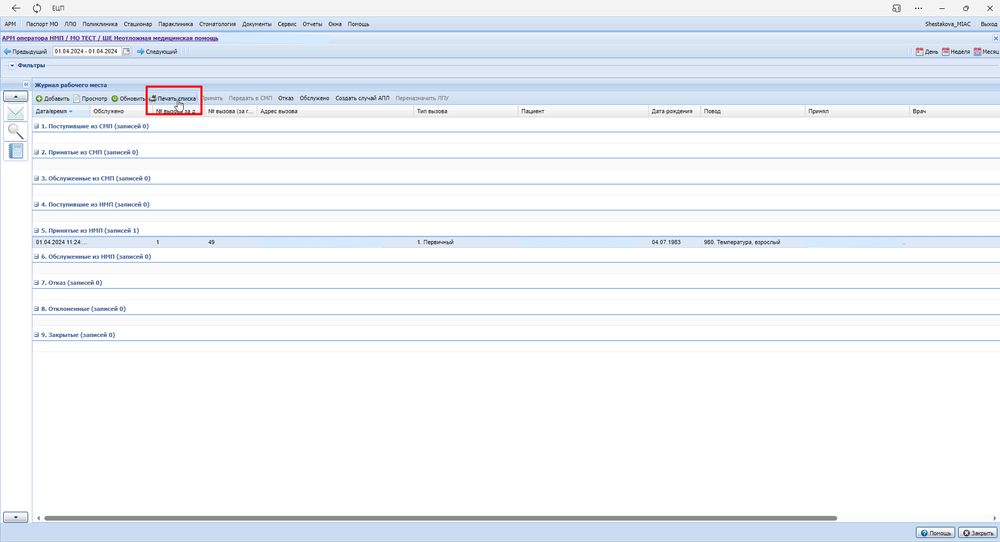 ЕЦП
АРМ Паспорт МО ЛЛО Поликлиника Стационар Параклиника Стоматология Документы Сервис Отчеты Окна Помощь Shestakova_MIAC Выход
АРМ оператора НМП / МО ТЕСТ / ШЕ Неотложная медицинская помощь
Предыдущий 01.04.2024 - 01.04.2024 Следующий День Неделя Месяц
Фильтры
Журнал рабочего места
Добавить Просмотр Обновить Печать списка ринять Передать в СМП Отказ Обслужено Создать случай АПЛ Переназначить ЛПУ
Дата/время Обслужено № вызова за д... № вызова (за г... Адрес вызова Тип вызова Пациент Дата рождения Повод Принял Врач
1. Поступившие из СМП (записей 0)
2. Принятые из СМП (записей 0)
3. Обслуженные из СМП (записей 0)
4. Поступившие из НМП (записей 0)
5. Принятые из НМП (записей 1)
01.04.2024 11:24:... 1 49 1. Первичный 04.07.1983 980. Температура, взрослый ..
6. Обслуженные из НМП (записей 0)
7. Отказ (записей 0)
8. Отклоненные (записей 0)
9. Закрытые (записей 0)
Помощь Закрыть